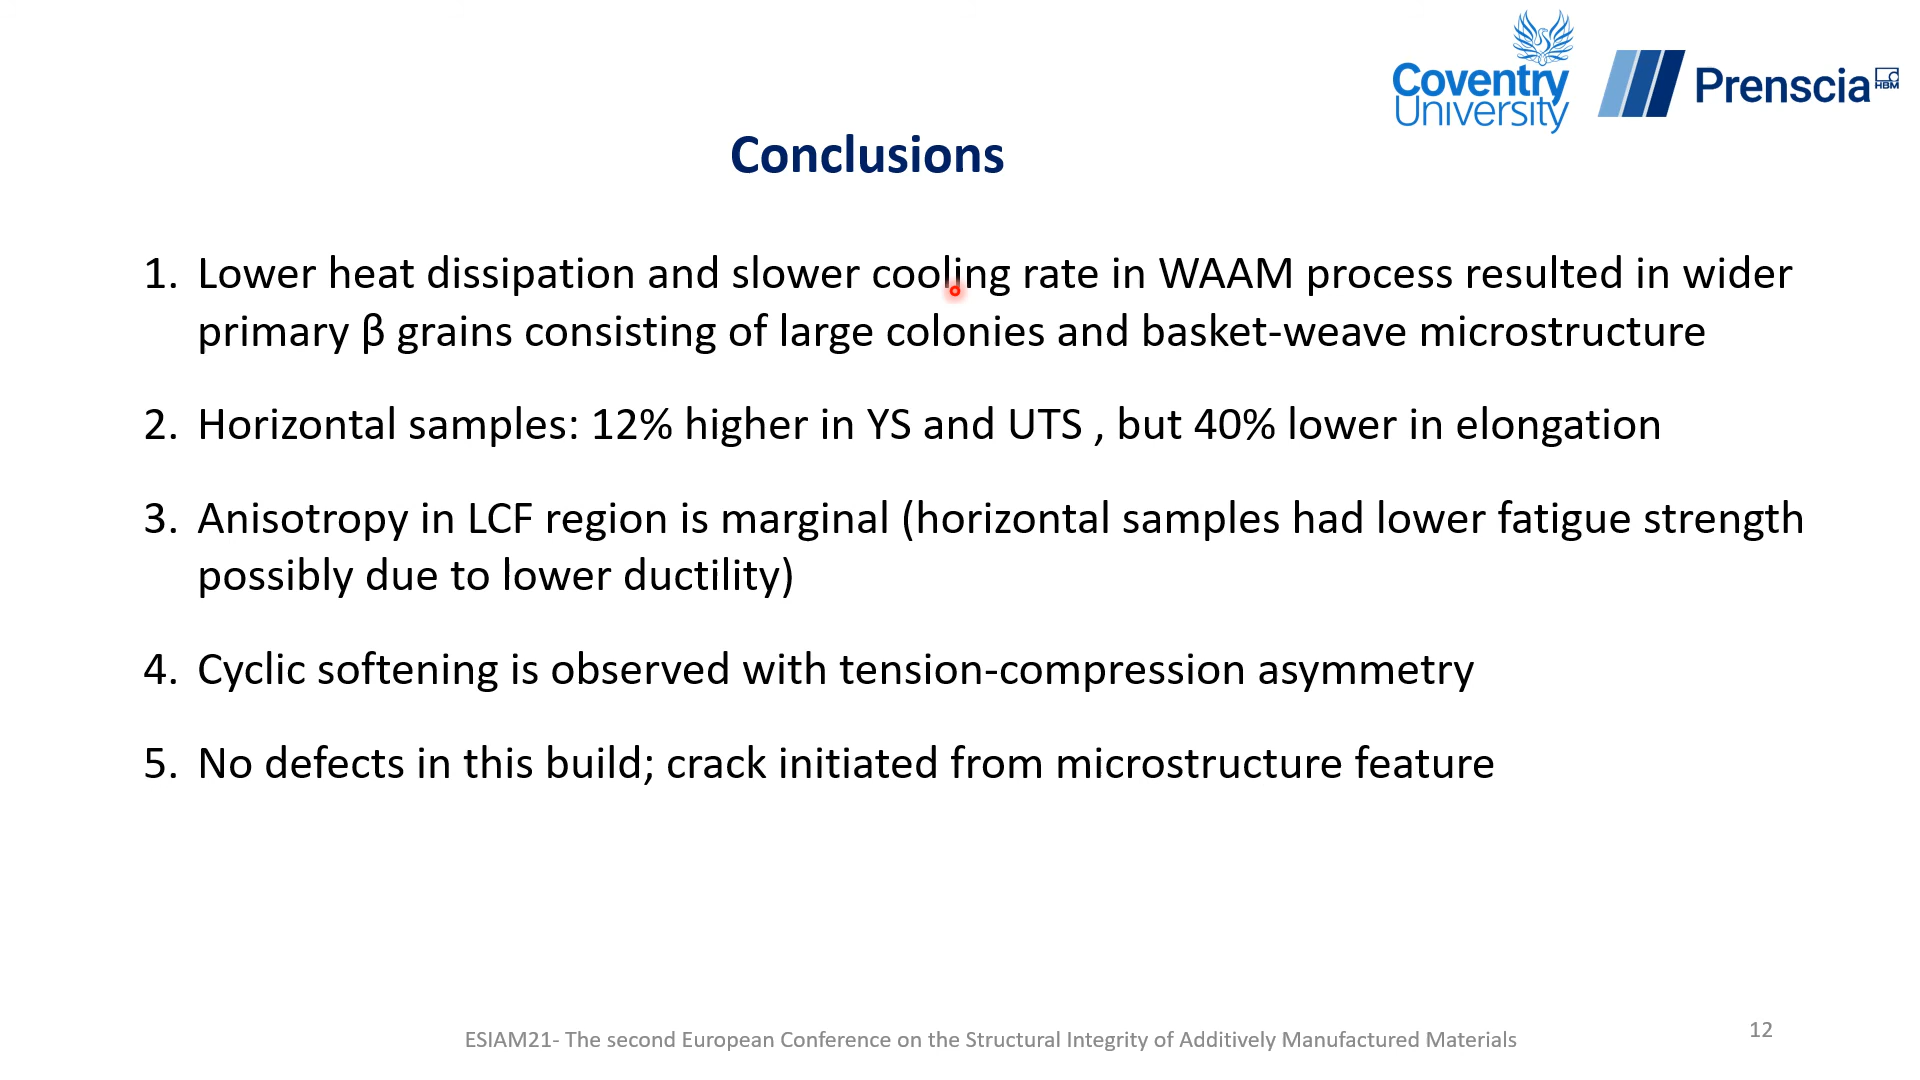 Coventry
University
Prenscia
HBM
Conclusions
1. Lower heat dissipation and slower cooling rate in WAAM process resulted in wider
primary β grains consisting of large colonies and basket-weave microstructure
2. Horizontal samples: 12% higher in YS and UTS , but 40% lower in elongation
3. Anisotropy in LCF region is marginal (horizontal samples had lower fatigue strength
possibly due to lower ductility)
4. Cyclic softening is observed with tension-compression asymmetry
5. No defects in this build; crack initiated from microstructure feature
ESIAM21- The second European Conference on the Structural Integrity of Additively Manufactured Materials
12